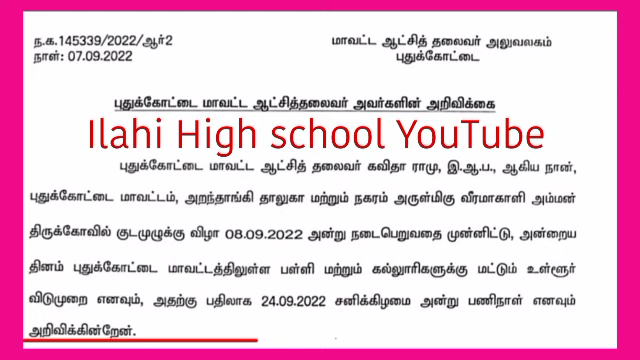 ந.க.145339/2022/ஆர்2
நாள்: 07.09.2022
மாவட்ட ஆட்சித் தலைவர் அலுவலகம்
புதுக்கோட்டை
புதுக்கோட்டை மாவட்ட ஆட்சித்தலைவர் அவர்களின் அறிவிக்கை
Ilahi High school YouTube
புதுக்கோட்டை மாவட்ட ஆட்சித் தலைவர் கவிதா ராமு, இ.ஆ.ப., ஆகிய நான்,
புதுக்கோட்டை மாவட்டம், அறந்தாங்கி தாலுகா மற்றும் நகரம் அருள்மிகு வீரமாகாளி அம்மன்
திருக்கோவில் குடமுழுக்கு விழா 08.09.2022 அன்று நடைபெறுவதை முன்னிட்டு, அன்றைய
தினம் புதுக்கோட்டை மாவட்டத்திலுள்ள பள்ளி மற்றும் கல்லூரிகளுக்கு மட்டும் உள்ளூர்
விடுமுறை எனவும், அதற்கு பதிலாக 24.09.2022 சனிக்கிழமை அன்று பணிநாள் எனவும்
அறிவிக்கின்றேன்.